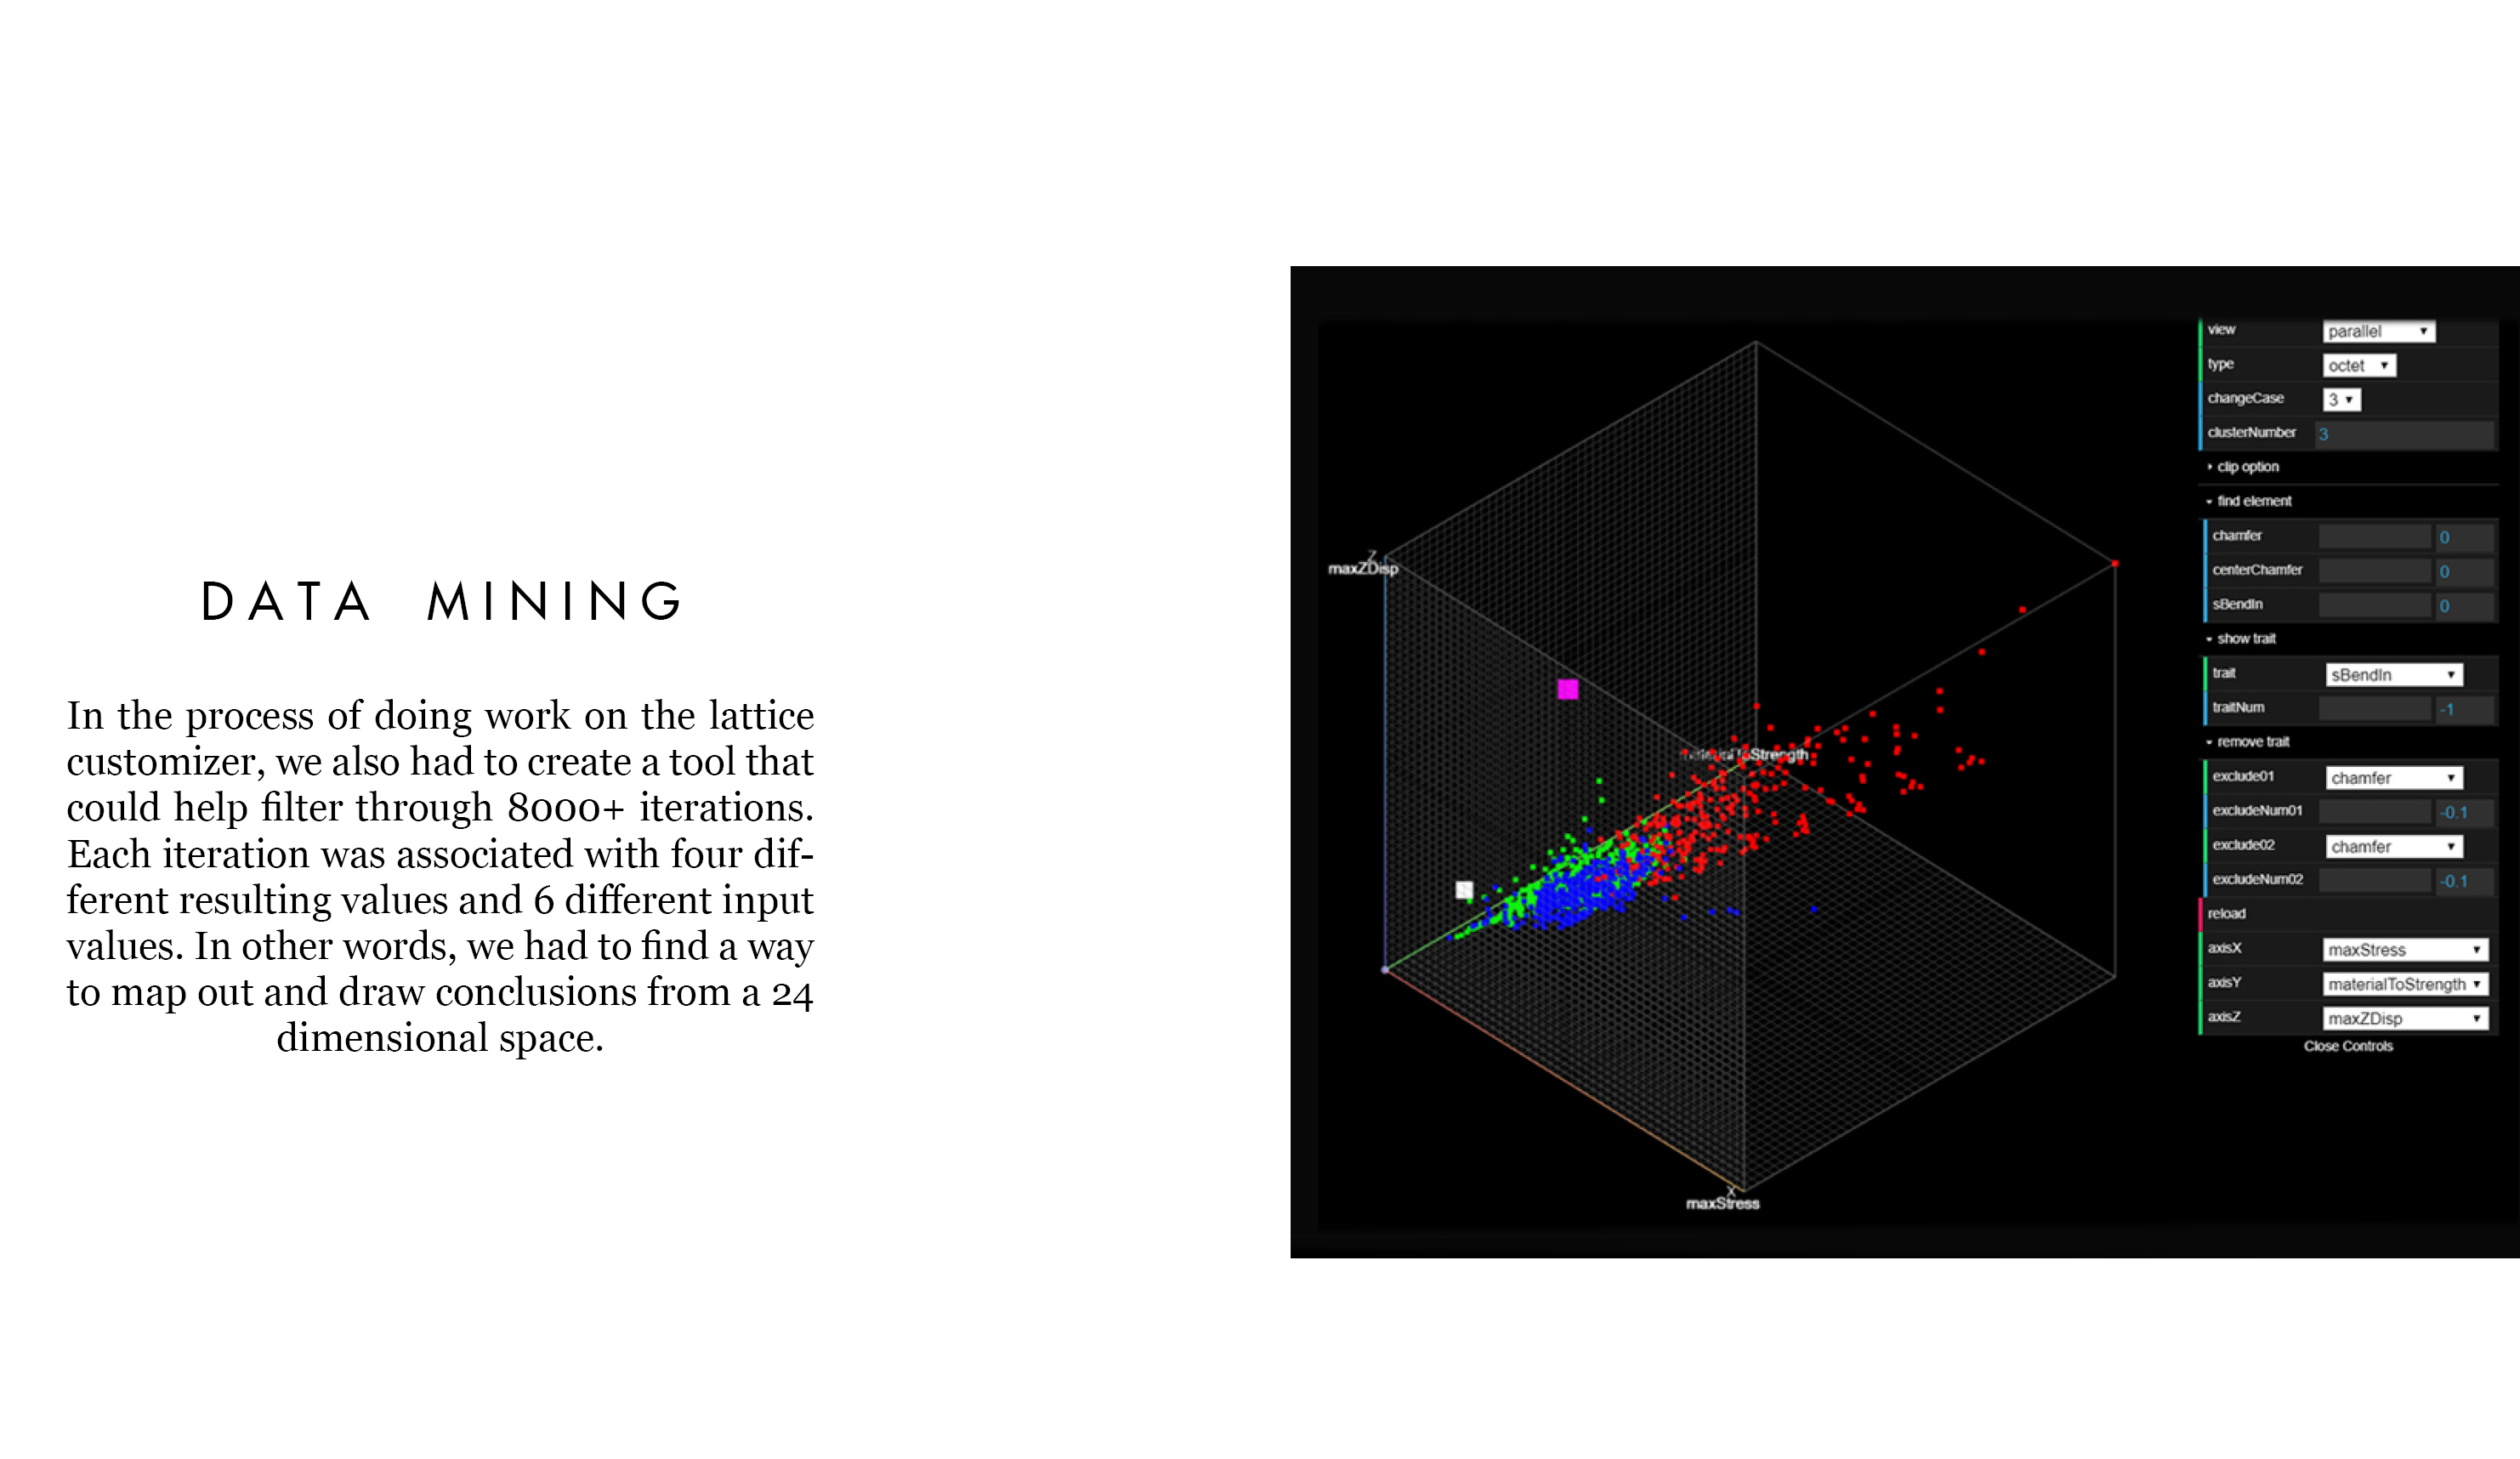 DATA MINING
In the process of doing work on the lattice
customizer, we also had to create a tool that
could help filter through 8000+ iterations.
Each iteration was associated with four dif-
ferent resulting values and 6 different input
values. In other words, we had to find a way
to map out and draw conclusions from a 24
dimensional space.
Z
maxZDisp
materialToStrength
X
maxStress
view parallel
type octet
changeCase 3
clusterNumber 3
clip option
find element
chamfer 0
centerChamfer 0
sBendIn 0
show trait
trait sBendIn
traitNum -1
remove trait
exclude01 chamfer
excludeNum01 -0.1
exclude02 chamfer
excludeNum02 -0.1
reload
axisX maxStress
axisY materialToStrength
axisZ maxZDisp
Close Controls